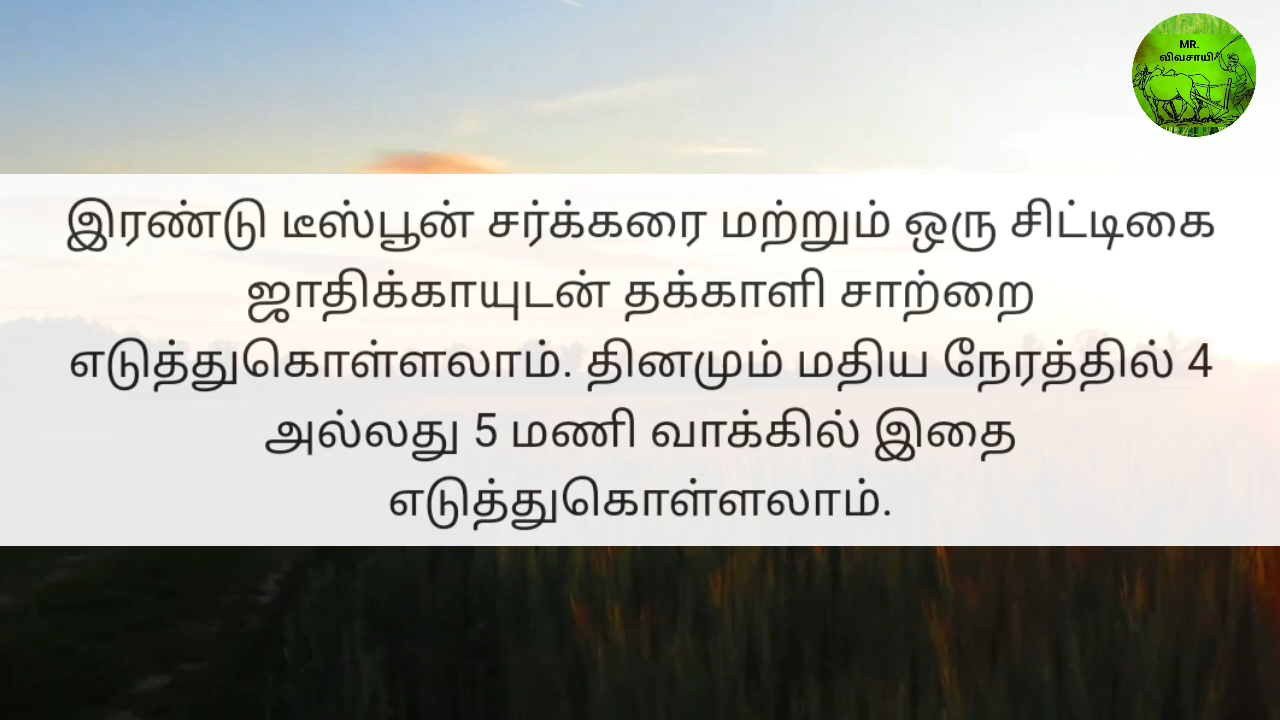 MR.
விவசாயி
இரண்டு டீஸ்பூன் சர்க்கரை மற்றும் ஒரு சிட்டிகை
ஜாதிக்காயுடன் தக்காளி சாற்றை
எடுத்துகொள்ளலாம். தினமும் மதிய நேரத்தில் 4
அல்லது 5 மணி வாக்கில் இதை
எடுத்துகொள்ளலாம்.